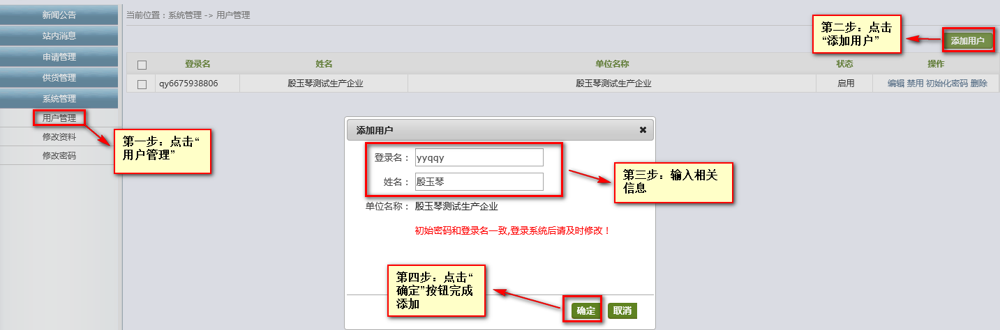 新闻公告
站内消息
申请管理
供货管理
系统管理
用户管理
修改资料
修改密码
第一步：点击“
用户管理”
当前位置：系统管理 -> 用户管理
第二步：点击
“添加用户”
添加用户
登录名 姓名 单位名称 状态 操作
qy6675938806 殷玉琴测试生产企业 殷玉琴测试生产企业 启用 编辑 禁用 初始化密码 删除
添加用户
登录名： yyqqy
姓名： 殷玉琴
单位名称： 殷玉琴测试生产企业
初始密码和登录名一致,登录系统后请及时修改！
第三步：输入相关
信息
第四步：点击“
确定”按钮完成
添加
确定 取消